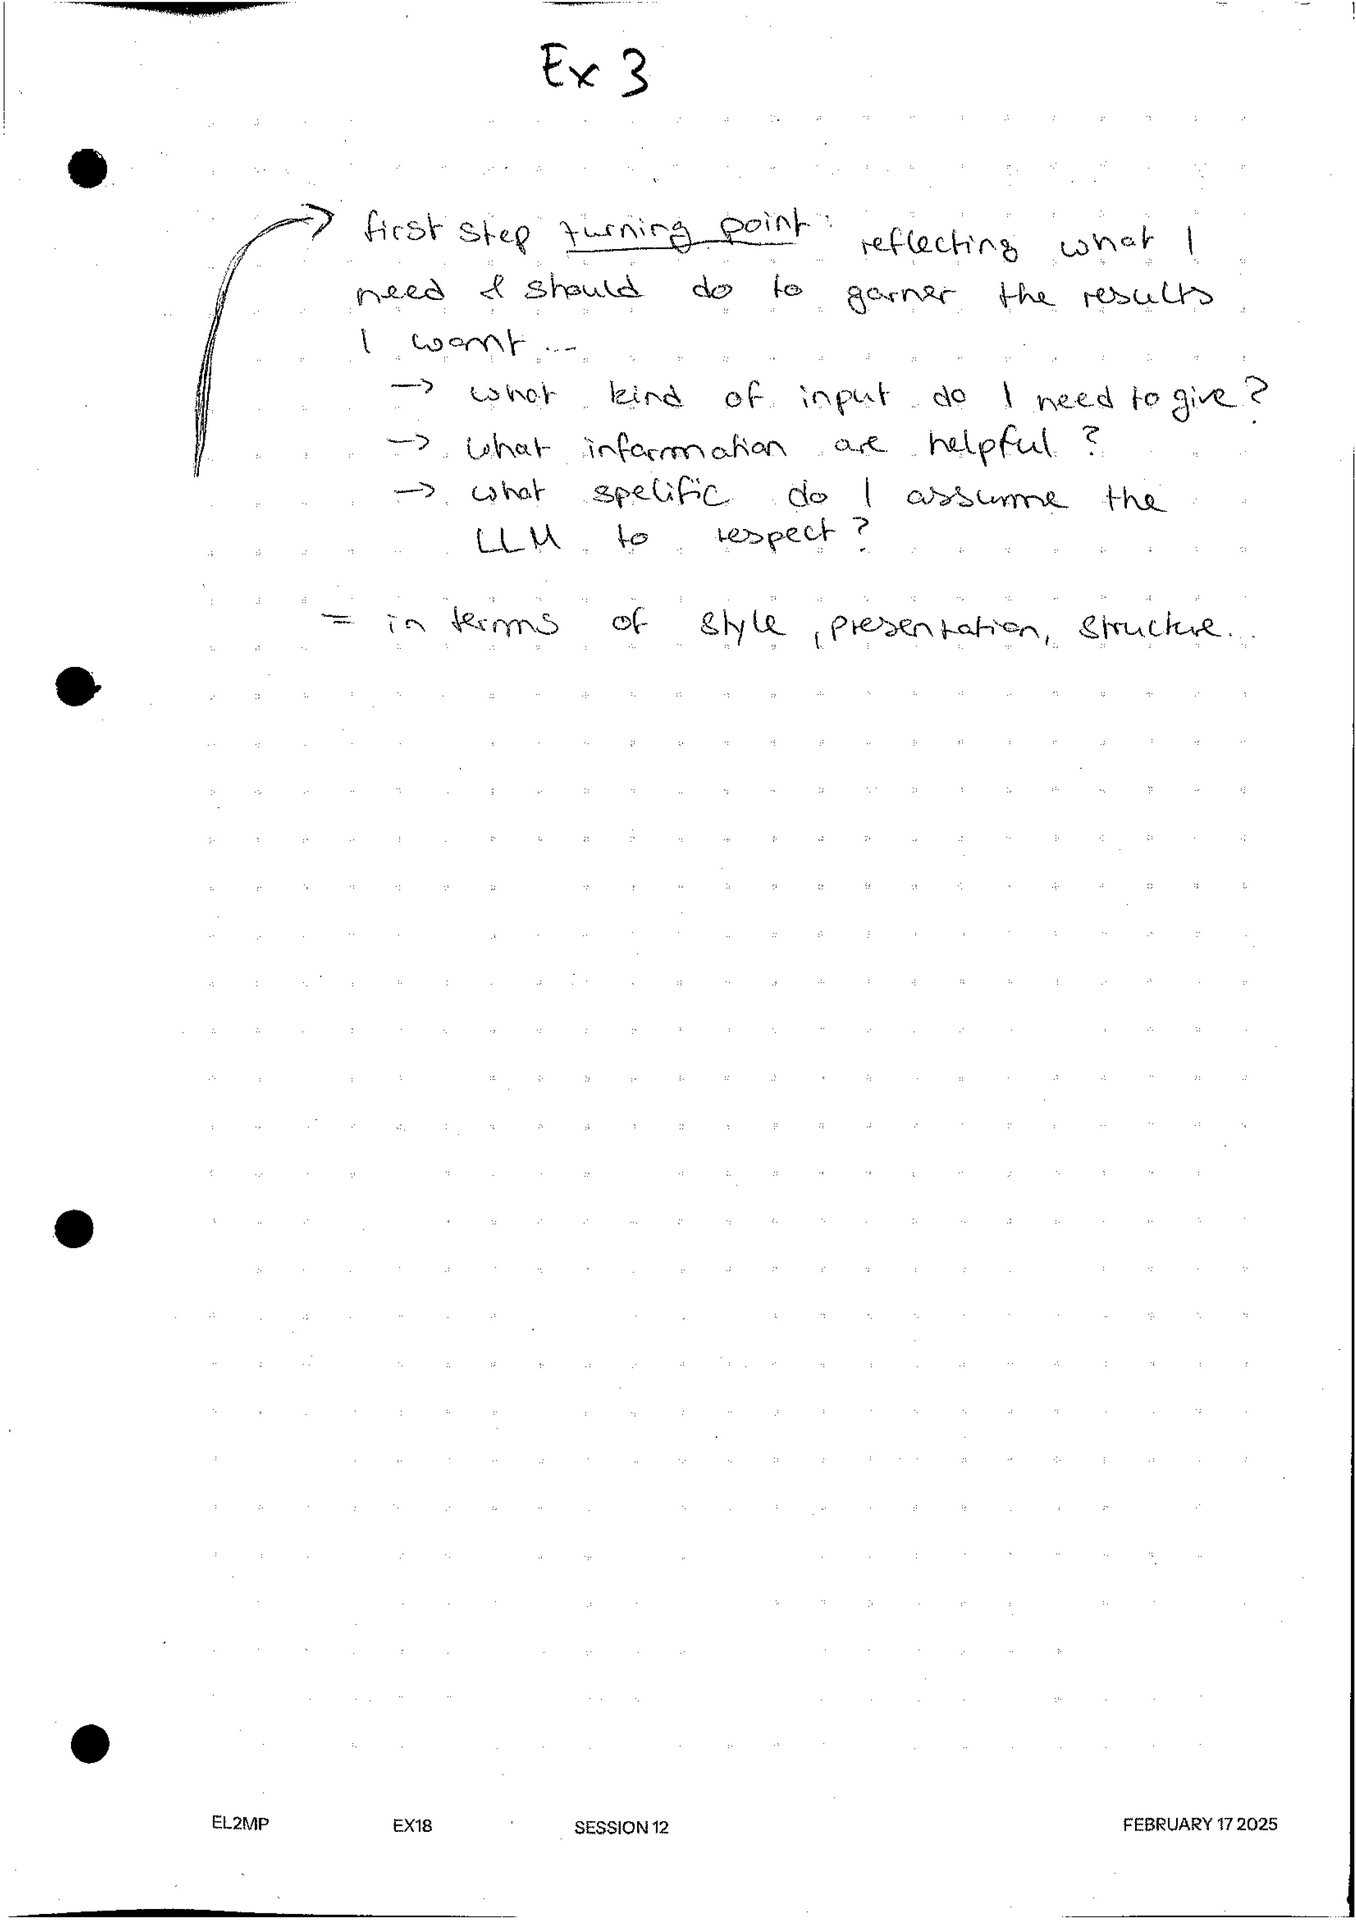 Ex 3
first step turning point: reflecting what I
need & should do to garner the results
I want...
→ what kind of input do I need to give?
→ what information are helpful?
→ what spelific do I assume the
LLM to respect?
= in terms of style, presentation, structure...
EL2MP EX18 SESSION 12 FEBRUARY 17 2025